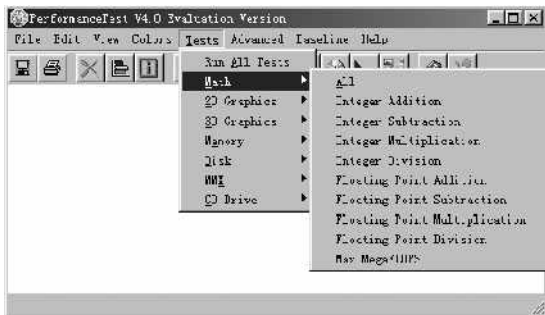 PerformanceTest V4.0 Evaluation Version
File Edit View Colors Tests Advanced Baseline Help
Run All Tests
Math
2D Graphics
3D Graphics
Memory
Disk
MMX
CD Drive
All
Integer Addition
Integer Subtraction
Integer Multiplication
Integer Division
Floating Point Addition
Floating Point Subtraction
Floating Point Multiplication
Floating Point Division
Max MegaFLOPS